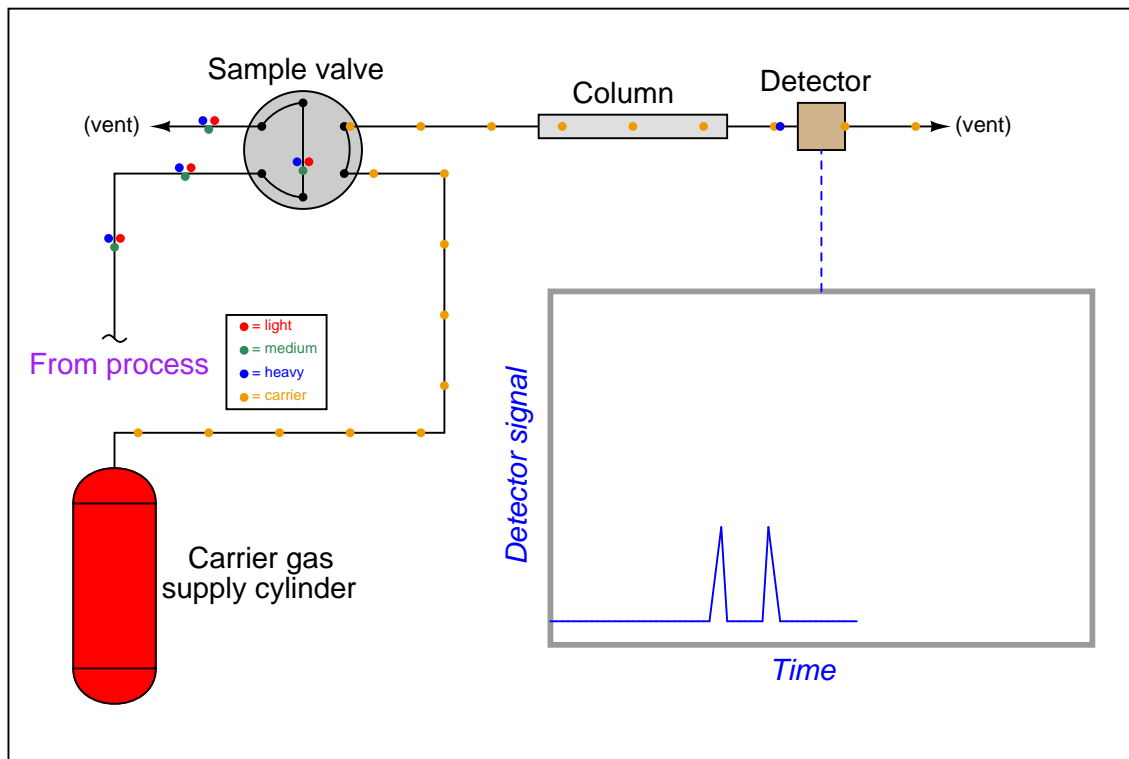 Sample valve
Column
Detector
(vent)
(vent)
= light
= medium
= heavy
= carrier
From process
Carrier gas
supply cylinder
Detector signal
Time